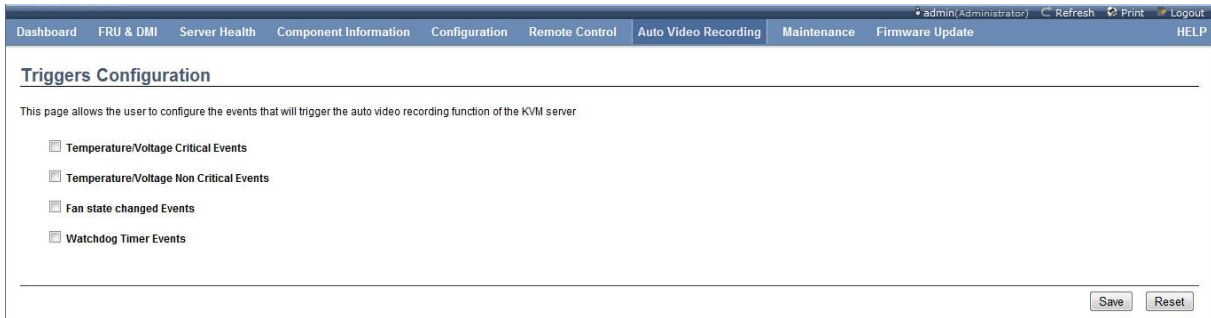 admin(Administrator) Refresh Print Logout
Dashboard FRU & DMI Server Health Component Information Configuration Remote Control Auto Video Recording Maintenance Firmware Update HELP
Triggers Configuration
This page allows the user to configure the events that will trigger the auto video recording function of the KVM server
Temperature/Voltage Critical Events
Temperature/Voltage Non Critical Events
Fan state changed Events
Watchdog Timer Events
Save Reset